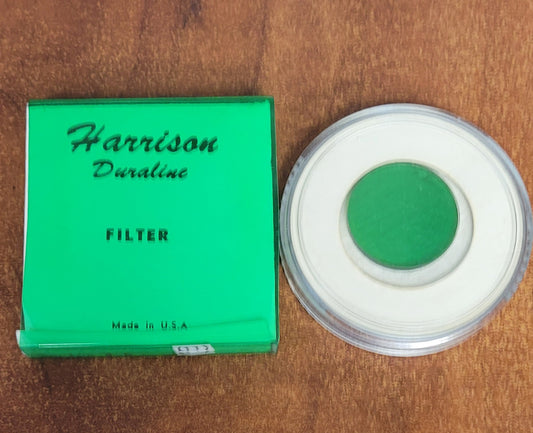 Harrison
Duraline
FILTER
Made in U.S.A